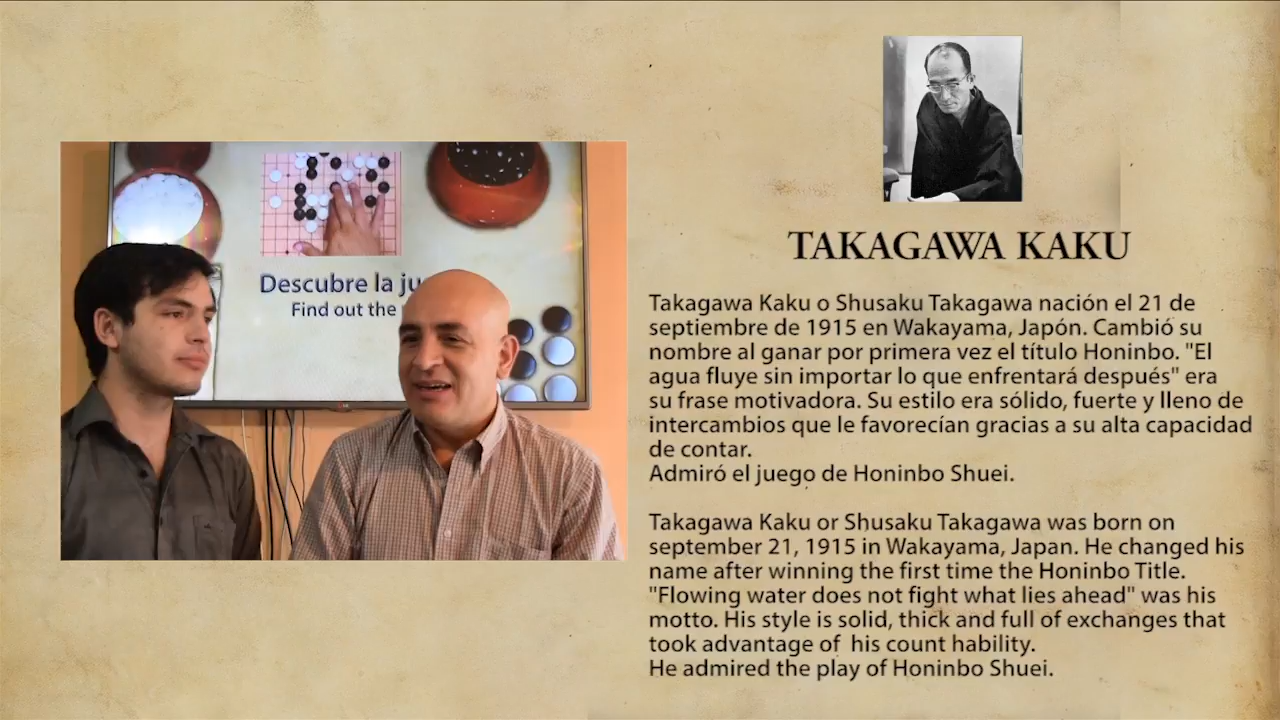 Descubre la ju
Find out the
TAKAGAWA KAKU
Takagawa Kaku o Shusaku Takagawa nación el 21 de
septiembre de 1915 en Wakayama, Japón. Cambió su
nombre al ganar por primera vez el título Honinbo. "El
agua fluye sin importar lo que enfrentará después" era
su frase motivadora. Su estilo era sólido, fuerte y lleno de
intercambios que le favorecían gracias a su alta capacidad
de contar.
Admiró el juego de Honinbo Shuei.
Takagawa Kaku or Shusaku Takagawa was born on
september 21, 1915 in Wakayama, Japan. He changed his
name after winning the first time the Honinbo Title.
"Flowing water does not fight what lies ahead" was his
motto. His style is solid, thick and full of exchanges that
took advantage of  his count hability.
He admired the play of Honinbo Shuei.